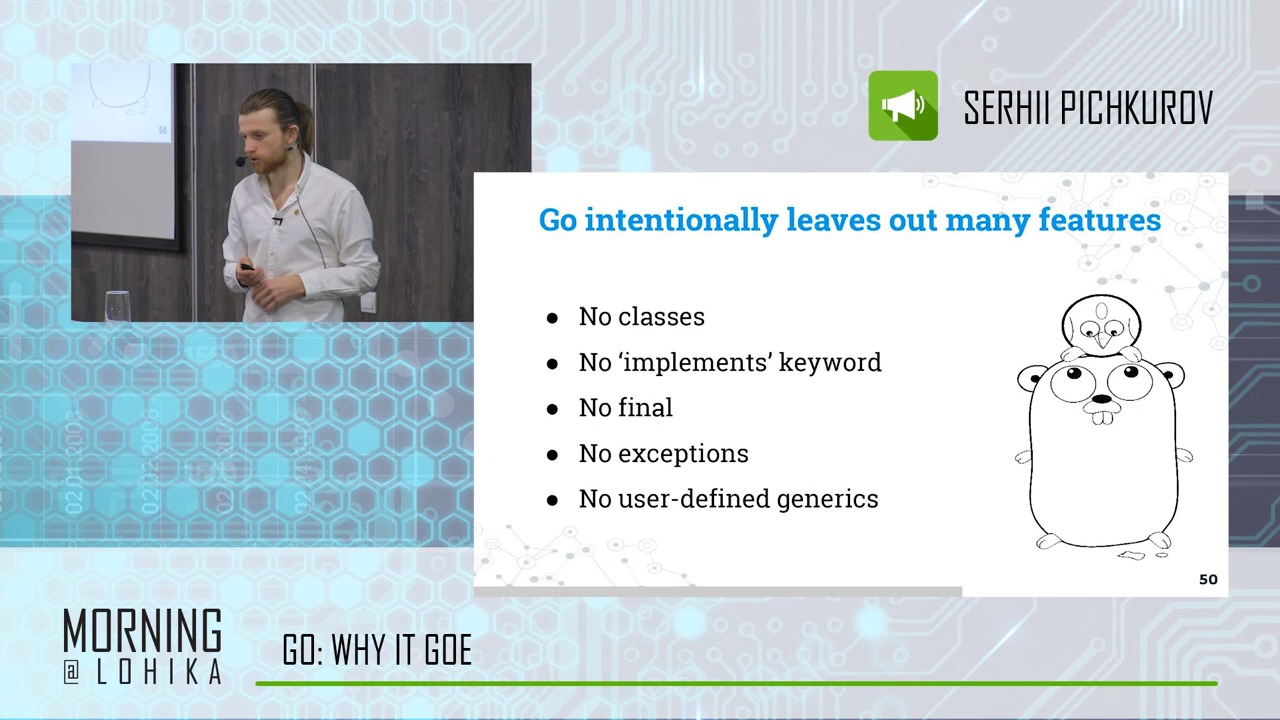 SERHII PICHKUROV
Go intentionally leaves out many features
● No classes
● No ‘implements’ keyword
● No final
● No exceptions
● No user-defined generics
50
50
MORNING
@ LOHIKA
GO: WHY IT GOE